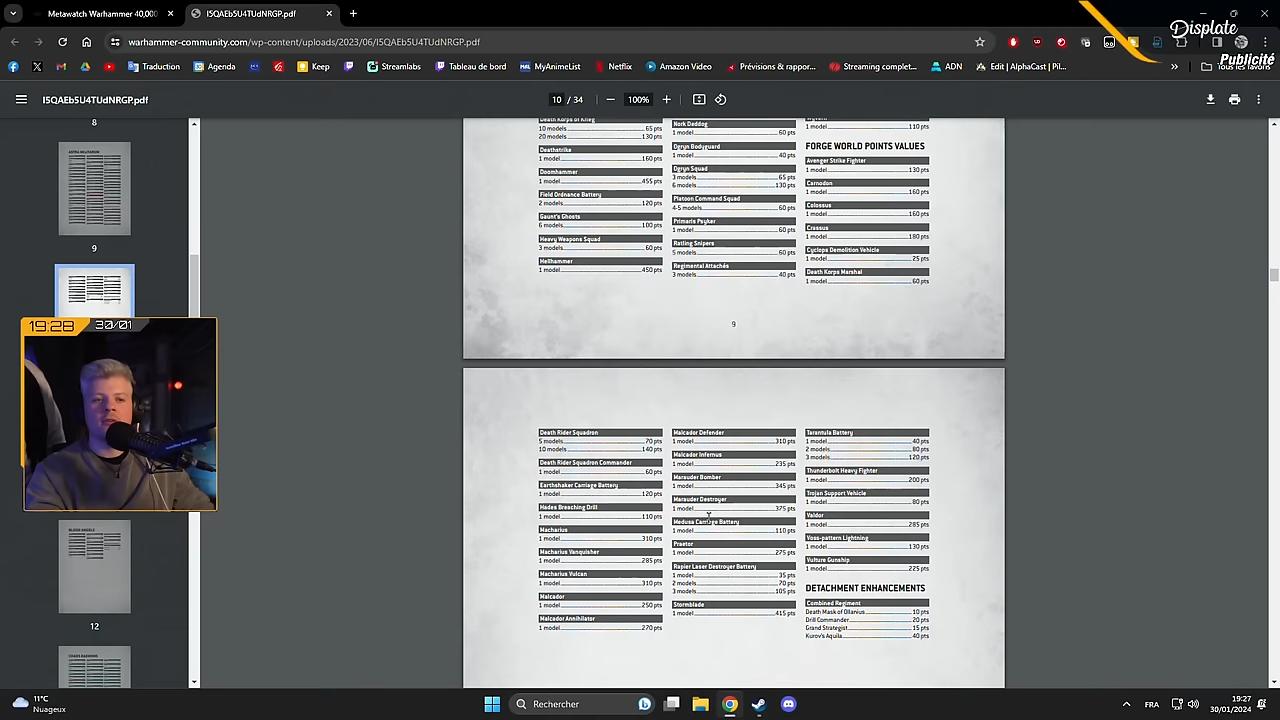 Metawatch Warhammer 40,000
I5QAEb5U4TUdNRGP.pdf
Displate
Publicité
warhammer-community.com/wp-content/uploads/2023/06/I5QAEb5U4TUdNRGP.pdf
Traduction
Agenda
Keep
Streamlabs
Tableau de bord
MyAnimeList
Netflix
Amazon Video
Prévisions & rappor...
Streaming complet...
ADN
Edit | AlphaCast | Pil...
Tous les favoris
I5QAEb5U4TUdNRGP.pdf
10 / 34
100%
8
9
12
19:28 30/01
Death Korps of Krieg
10 models 65 pts
20 models 130 pts
Deathstrike
1 model 160 pts
Doomhammer
1 model 455 pts
Field Ordnance Battery
2 models 120 pts
Gaunt's Ghosts
6 models 100 pts
Heavy Weapons Squad
3 models 60 pts
Hellhammer
1 model 450 pts
Nork Deddog
1 model 60 pts
Ogryn Bodyguard
1 model 40 pts
Ogryn Squad
3 models 65 pts
6 models 130 pts
Platoon Command Squad
4-5 models 60 pts
Primaris Psyker
1 model 60 pts
Ratling Snipers
5 models 60 pts
Regimental Attachés
3 models 40 pts
1 model 110 pts
FORGE WORLD POINTS VALUES
Avenger Strike Fighter
1 model 130 pts
Carnodon
1 model 160 pts
Colossus
1 model 160 pts
Crassus
1 model 180 pts
Cyclops Demolition Vehicle
1 model 25 pts
Death Korps Marshal
1 model 60 pts
9
Death Rider Squadron
5 models 70 pts
10 models 140 pts
Death Rider Squadron Commander
1 model 60 pts
Earthshaker Carriage Battery
1 model 120 pts
Hades Breaching Drill
1 model 110 pts
Macharius
1 model 310 pts
Macharius Vanquisher
1 model 285 pts
Macharius Vulcan
1 model 310 pts
Malcador
1 model 250 pts
Malcador Annihilator
1 model 270 pts
Malcador Defender
1 model 310 pts
Malcador Infernus
1 model 235 pts
Marauder Bomber
1 model 345 pts
Marauder Destroyer
1 model 375 pts
Medusa Carriage Battery
1 model 110 pts
Praetor
1 model 275 pts
Rapier Laser Destroyer Battery
1 model 35 pts
2 models 70 pts
3 models 105 pts
Stormblade
1 model 415 pts
Tarantula Battery
1 model 40 pts
2 models 80 pts
3 models 120 pts
Thunderbolt Heavy Fighter
1 model 200 pts
Trojan Support Vehicle
1 model 80 pts
Valdor
1 model 285 pts
Voss-pattern Lightning
1 model 130 pts
Vulture Gunship
1 model 225 pts
DETACHMENT ENHANCEMENTS
Combined Regiment
Death Mask of Ollanius 10 pts
Drill Commander 20 pts
Grand Strategist 15 pts
Kurov's Aquila 40 pts
11°C
Nuageux
Rechercher
FRA
19:27
30/01/2024